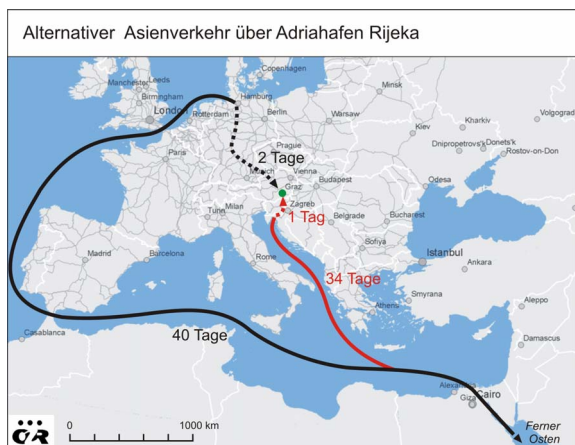 Alternativer Asienverkehr über Adriahafen Rijeka
Copenhagen
Manchester
Leeds
Birmingham
London
Hamburg
Rotterdam
Berlin
Warsaw
Minsk
Kiev
Kharkiv
Volgograd
Dnipropetrovs'k
Donets'k
Rostov-on-Don
Paris
Prague
2 Tage
Vienna
Graz
Budapest
Odesa
Zagreb
1 Tag
Turin
Milan
Belgrade
Bucharest
Madrid
Barcelona
Rome
Sofiya
Istanbul
34 Tage
Ankara
Athens
Smyrana
Aleppo
Casablanca
40 Tage
Damascus
Cairo
Giza
Ferner
Osten
ÖR
0
1000 km